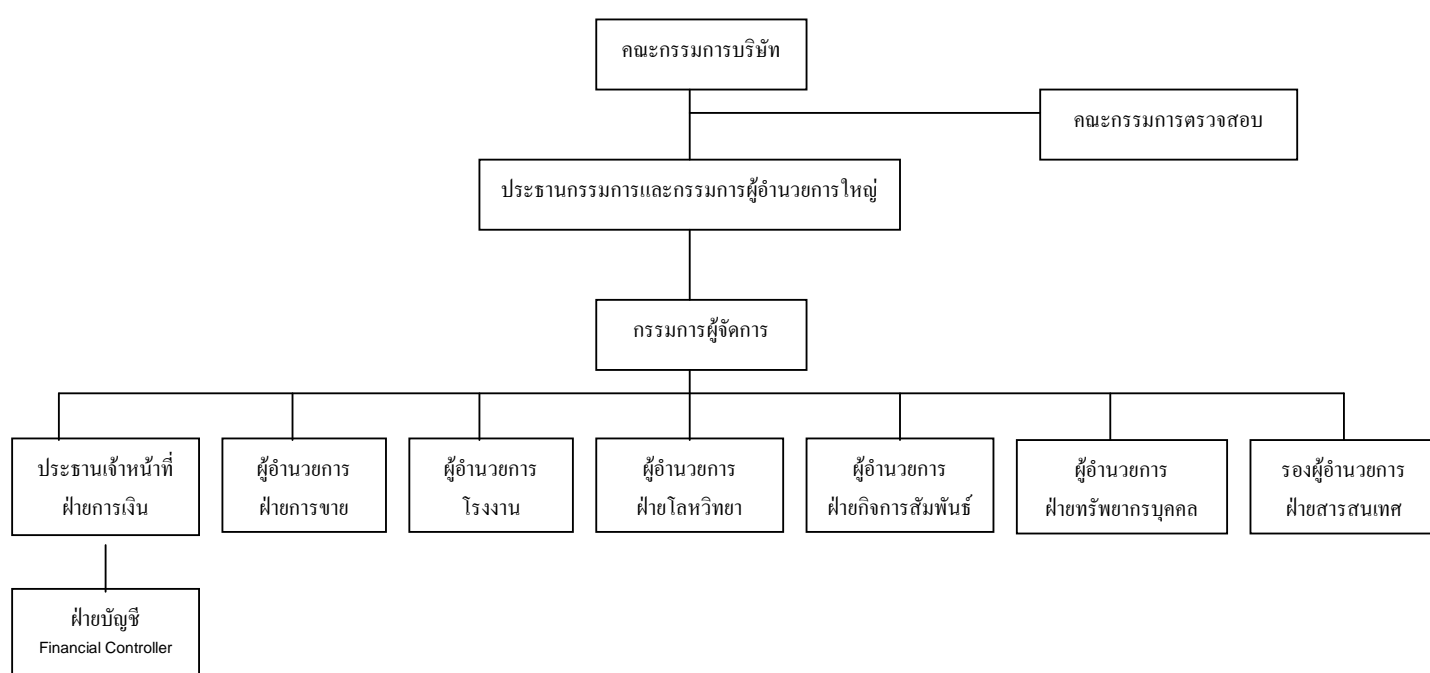 คณะกรรมการบริษัท
คณะกรรมการตรวจสอบ
ประธานกรรมการและกรรมการผู้อำนวยการใหญ่
กรรมการผู้จัดการ
ประธานเจ้าหน้าที่
ฝ่ายการเงิน
ผู้อำนวยการ
ฝ่ายการขาย
ผู้อำนวยการ
โรงงาน
ผู้อำนวยการ
ฝ่ายโลหวิทยา
ผู้อำนวยการ
ฝ่ายกิจการสัมพันธ์
ผู้อำนวยการ
ฝ่ายทรัพยากรบุคคล
รองผู้อำนวยการ
ฝ่ายสารสนเทศ
ฝ่ายบัญชี
Financial Controller